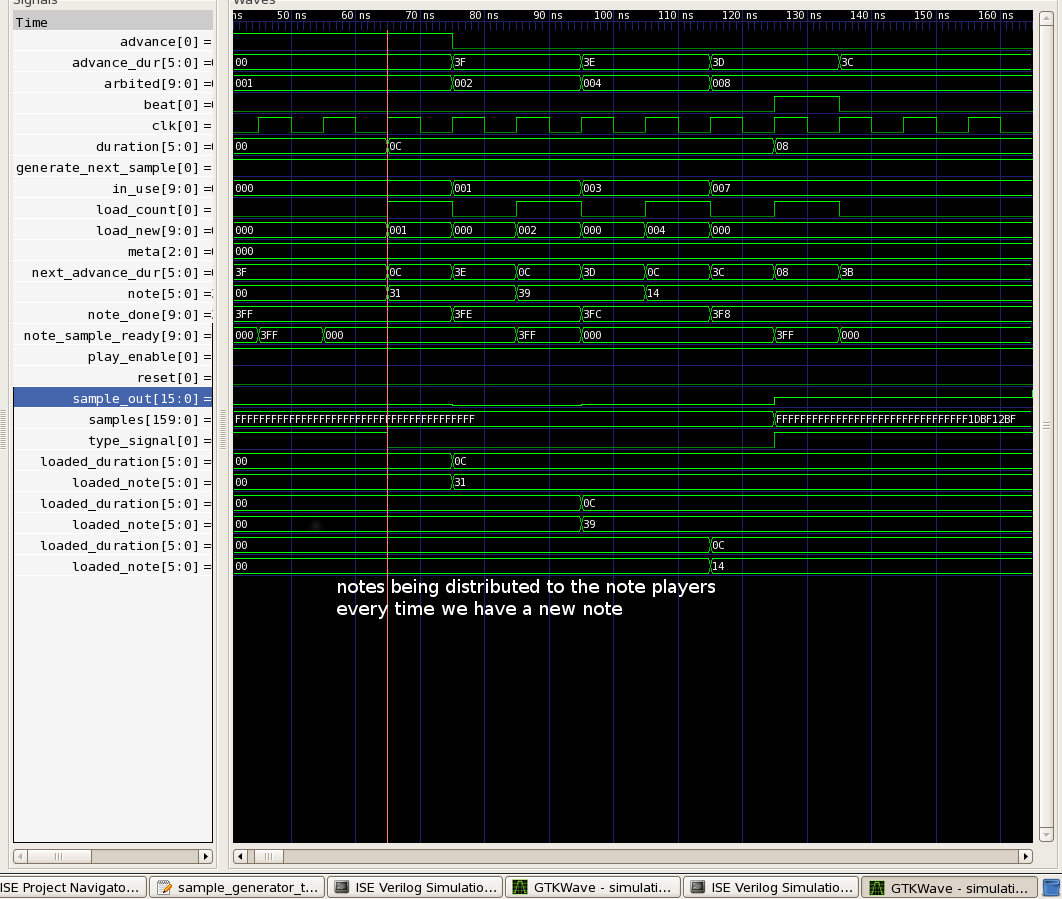 Signals
Waves
Time
ns 50 ns 60 ns 70 ns 80 ns 90 ns 100 ns 110 ns 120 ns 130 ns 140 ns 150 ns 160 ns
advance[0] =
advance_dur[5:0] = 00 3F 3E 3D 3C
arbited[9:0] = 001 002 004 008
beat[0] =
clk[0] =
duration[5:0] = 00 0C 08
generate_next_sample[0] =
in_use[9:0] = 000 001 003 007
load_count[0] =
load_new[9:0] = 000 001 000 002 000 004 000
meta[2:0] = 000
next_advance_dur[5:0] = 3F 0C 3E 0C 3D 0C 3C 08 3B
note[5:0] = 00 31 39 14
note_done[9:0] = 3FF 3FE 3FC 3F8
note_sample_ready[9:0] = 000 3FF 000 3FF 000 3FF 000
play_enable[0] =
reset[0] =
sample_out[15:0] =
samples[159:0] = FFFFFFFFFFFFFFFFFFFFFFFFFFFFFFFFFFFFFFFF FFFFFFFFFFFFFFFFFFFFFFFFFFFFFFFF1DBF12BF
type_signal[0] =
loaded_duration[5:0] = 00 0C
loaded_note[5:0] = 00 31
loaded_duration[5:0] = 00 0C
loaded_note[5:0] = 00 39
loaded_duration[5:0] = 00 0C
loaded_note[5:0] = 00 14
notes being distributed to the note players
every time we have a new note
ISE Project Navigato... sample_generator_t... ISE Verilog Simulatio... GTKWave - simulati... ISE Verilog Simulatio... GTKWave - simulati...